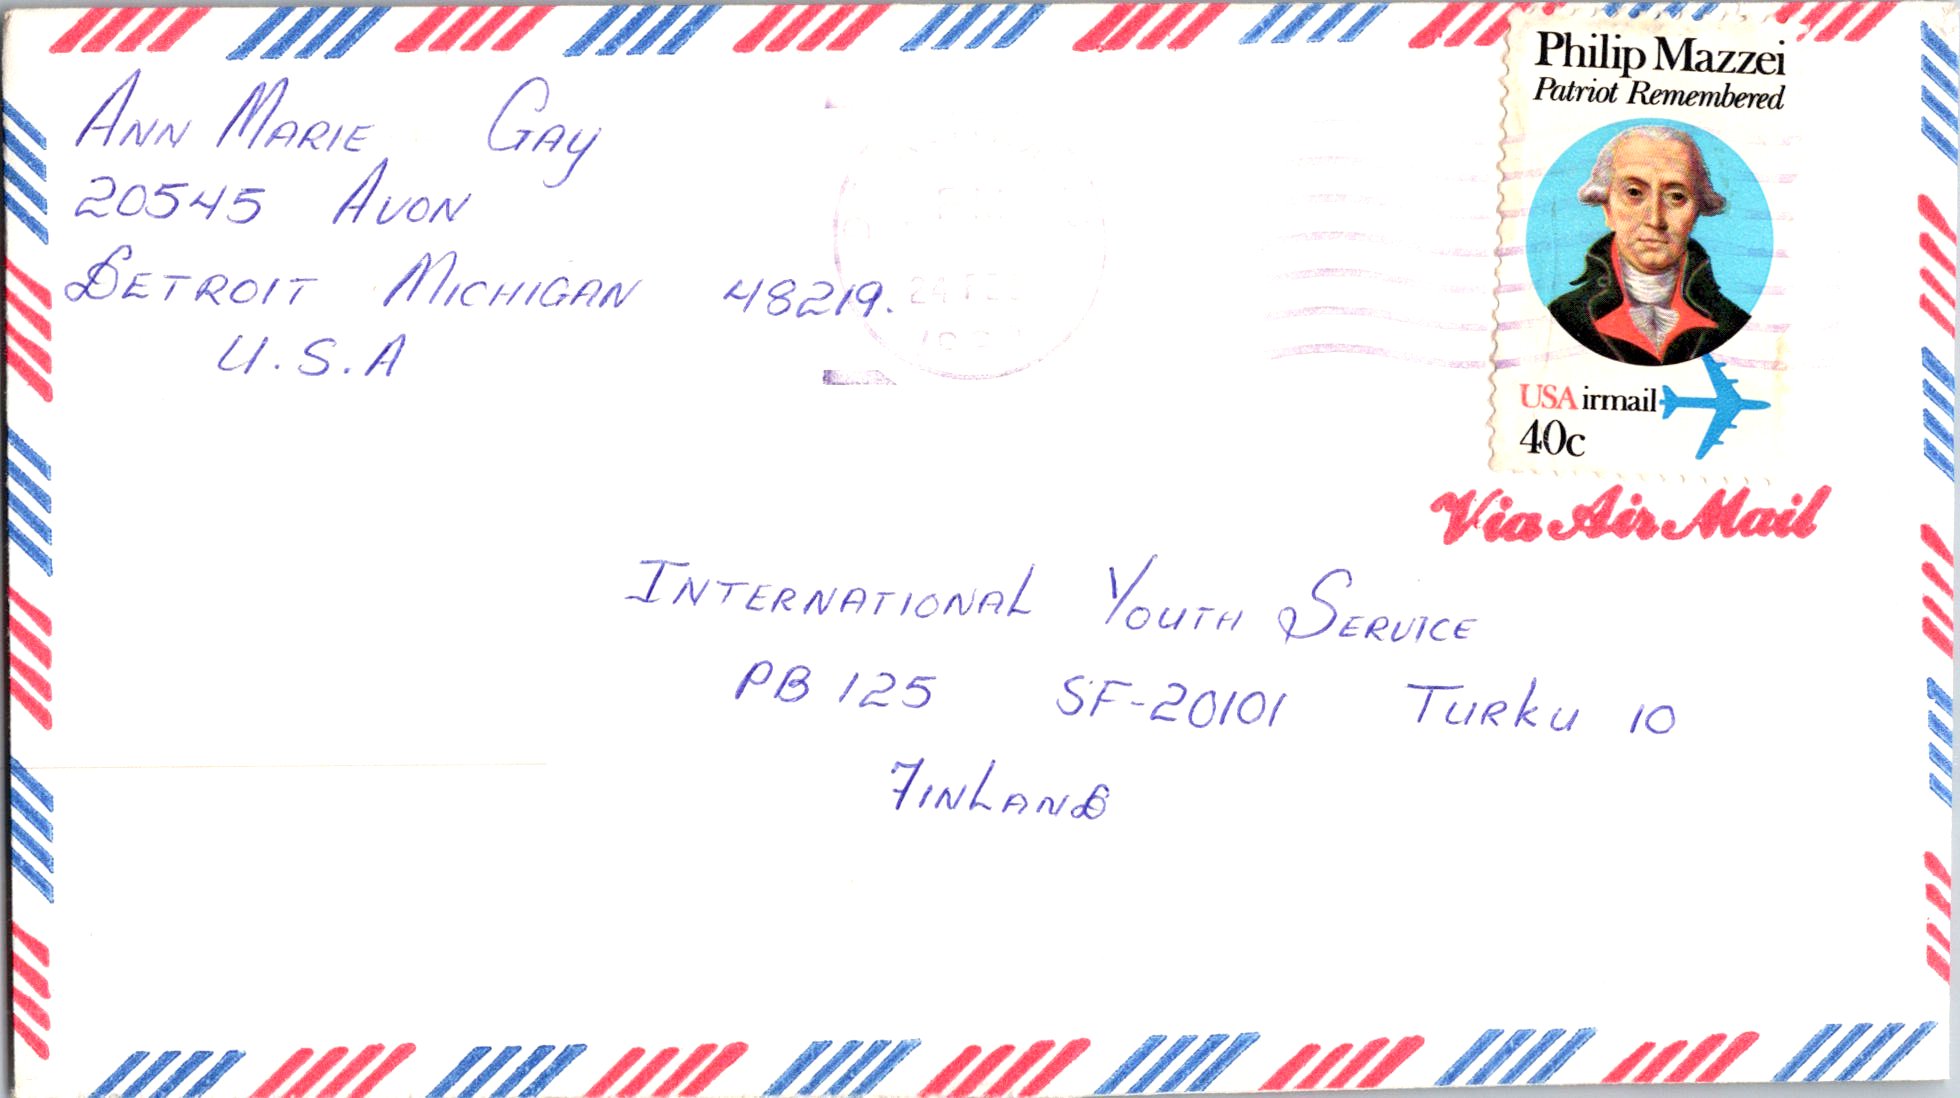 Ann Marie Gay
20545 Avon
Detroit Michigan 48219.
U.S.A
Philip Mazzei
Patriot Remembered
USAirmail
40c
Via Air Mail
International Youth Service
PB 125 SF-20101 Turku 10
Finland